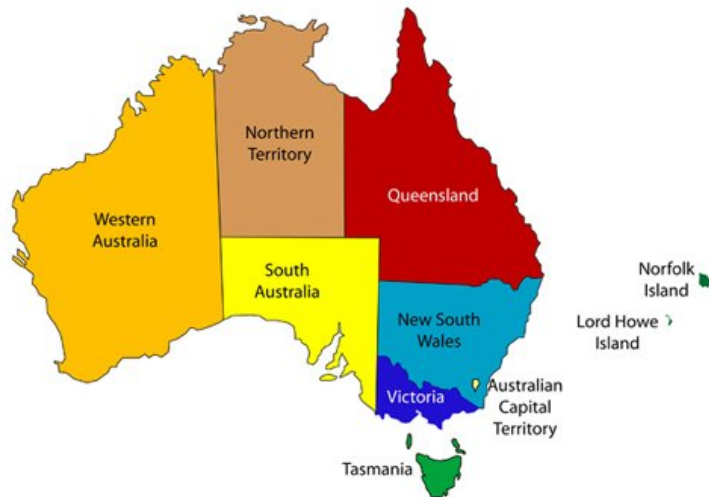 Northern
Territory
Queensland
Western
Australia
South
Australia
Norfolk
Island
New South
Wales
Lord Howe
Island
Victoria
Australian
Capital
Territory
Tasmania